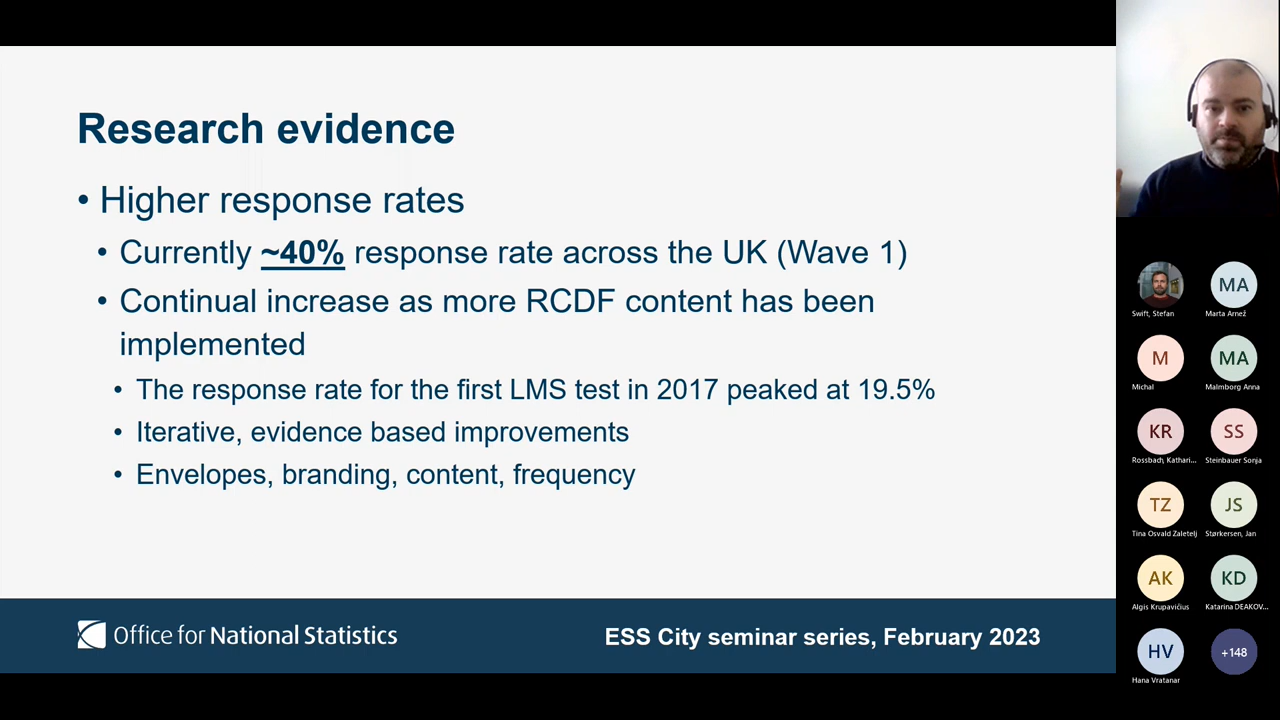 Research evidence
• Higher response rates
• Currently ~40% response rate across the UK (Wave 1)
• Continual increase as more RCDF content has been
implemented
• The response rate for the first LMS test in 2017 peaked at 19.5%
• Iterative, evidence based improvements
• Envelopes, branding, content, frequency
Office for National Statistics
ESS City seminar series, February 2023
Swift, Stefan
MA
Marta Arnež
M
Michal
MA
Malmborg Anna
KR
Rossbach, Kathari...
SS
Steinbauer Sonja
TZ
Tina Osvald Zaletelj
JS
Størkersen, Jan
AK
Algis Krupavičius
KD
Katarina DEAKOV...
HV
Hana Vratanar
+148